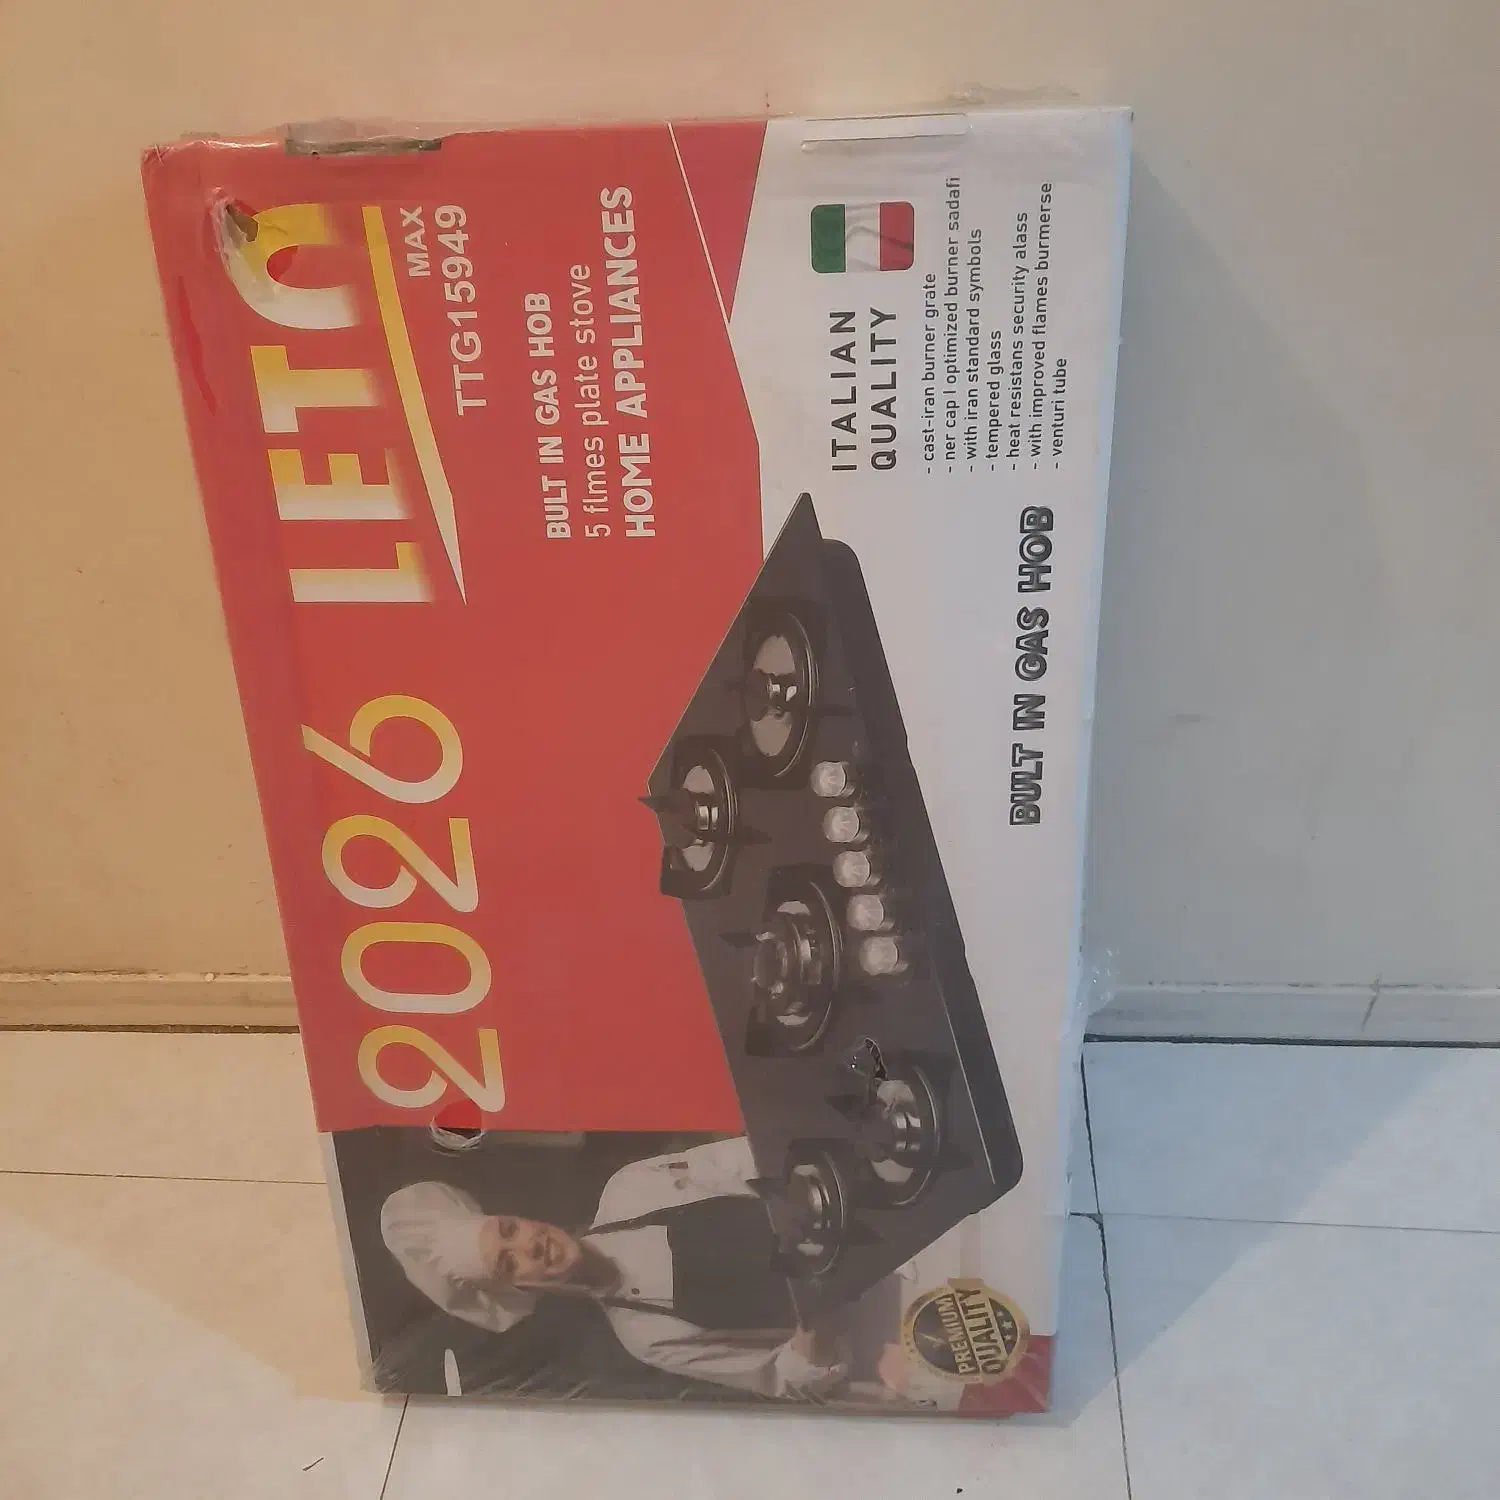 2026 LETO
MAX
TTG15949
BULT IN GAS HOB
5 flmes plate stove
HOME APPLIANCES
ITALIAN
QUALITY
- cast-iran burner grate
- ner cap l optimized burner sadafi
- with iran standard symbols
- tempered glass
- heat resistans security alass
- with improved flames burmerse
- venturi tube
BULT IN GAS HOB
PREMIUM
QUALITY